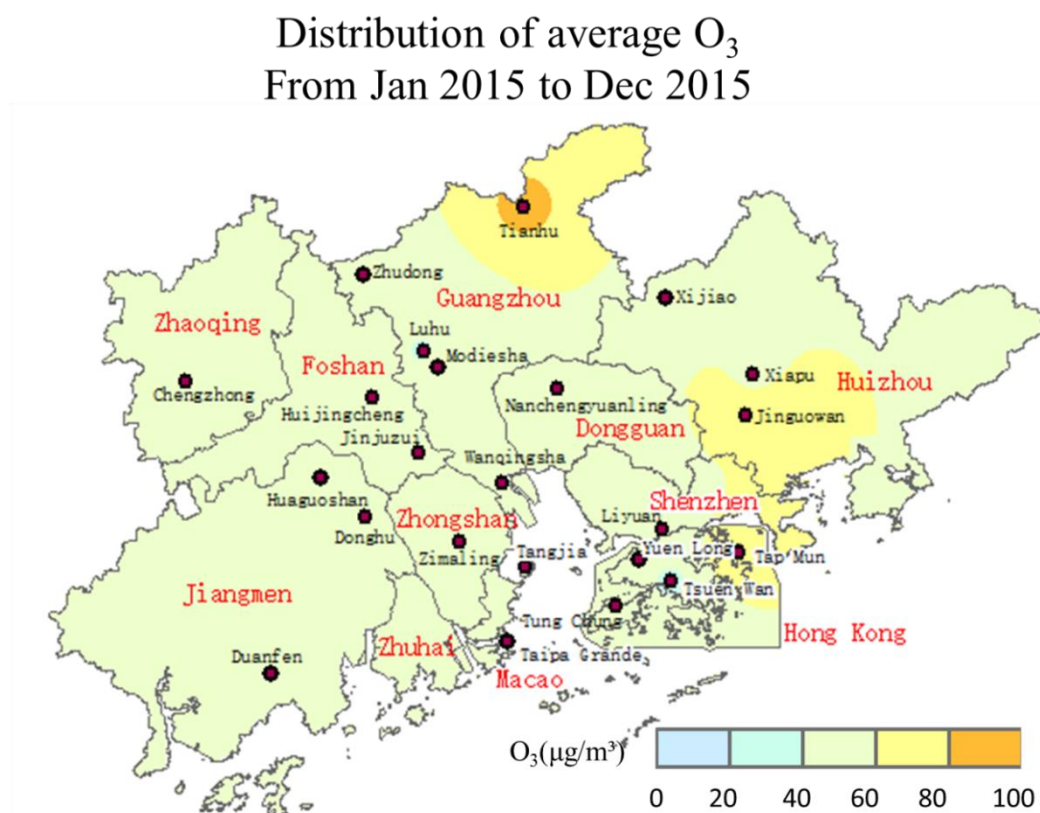 Distribution of average O₃
From Jan 2015 to Dec 2015
Tianhu
Zhudong
Guangzhou
Xijiao
Zhaoqing
Luhu
Modiesha
Foshan
Xiapu
Huizhou
Chengzhong
Huijingcheng
Nanchengyuanling
Jinguowan
Dongguan
Jinjuzui
Wanqingsha
Huaguoshan
Shenzhen
Liyuan
Zhongshan
Donghu
Zimaling
Tangjia
Yuen Long
Tap Mun
Tsuen Wan
Jiangmen
Tung Chung
Hong Kong
Zhuhai
Duanfen
Taipa Grande
Macao
O₃(μg/m³)
0 20 40 60 80 100